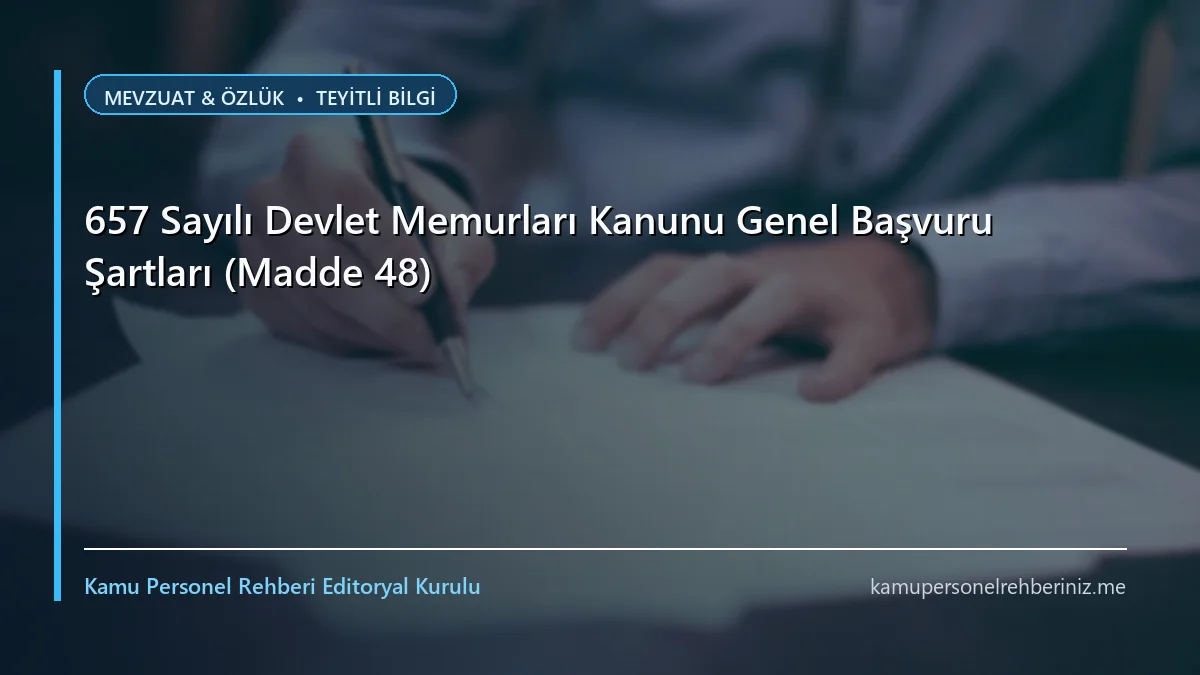 MEVZUAT & ÖZLÜK • TEYİTLİ BİLGİ
657 Sayılı Devlet Memurları Kanunu Genel Başvuru
Şartları (Madde 48)
Kamu Personel Rehberi Editoryal Kurulu
kamupersonelrehberiniz.me